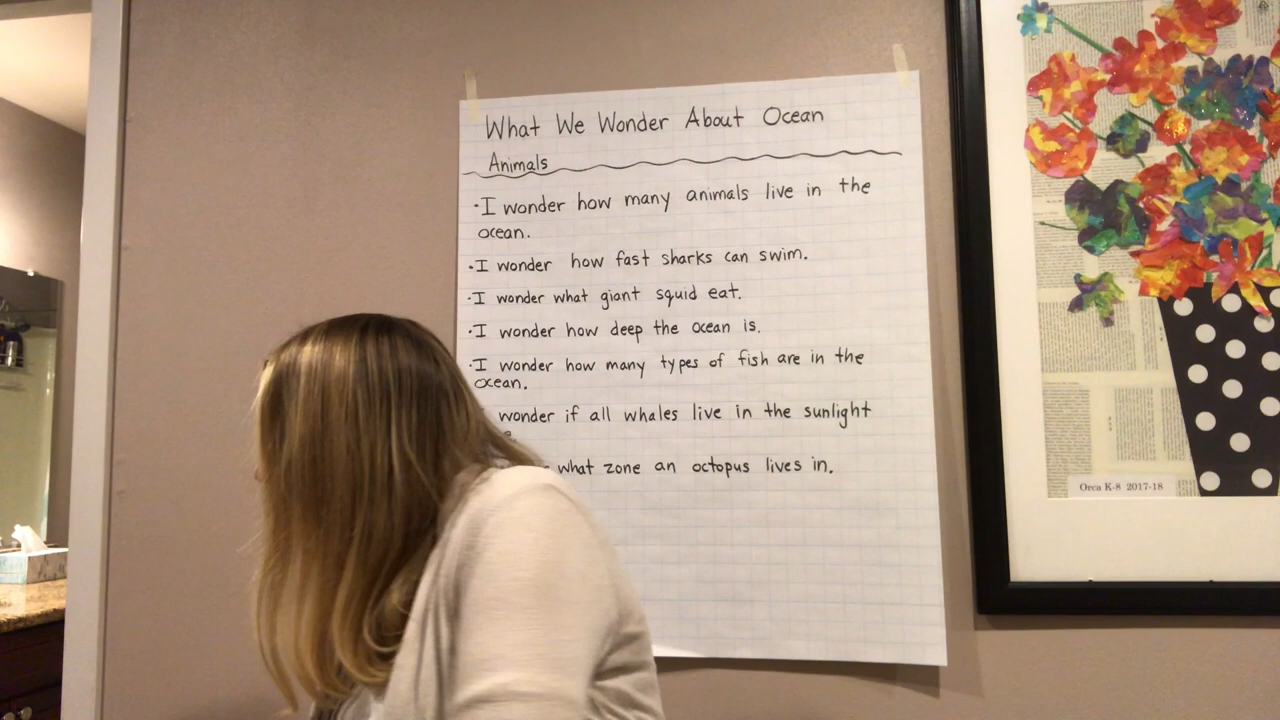 What We Wonder About Ocean
Animals
·I wonder how many animals live in the
ocean.
·I wonder how fast sharks can swim.
·I wonder what giant squid eat.
·I wonder how deep the ocean is.
·I wonder how many types of fish are in the
ocean.
wonder if all whales live in the sunlight
what zone an octopus lives in.
Orca K-8 2017-18